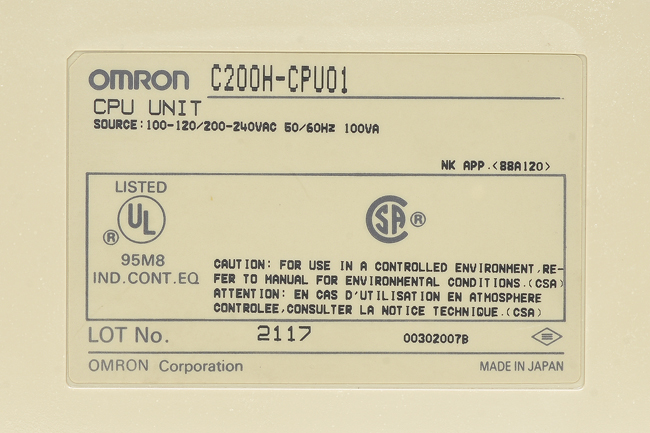 OMRON C200H-CPU01
CPU UNIT
SOURCE:100-120/200-240VAC 50/60Hz 100VA
NK APP.<88A120>
LISTED
UL ®
95M8
IND.CONT.EQ
CSA ®
CAUTION: FOR USE IN A CONTROLLED ENVIRONMENT.RE-
FER TO MANUAL FOR ENVIRONMENTAL CONDITIONS.(CSA)
ATTENTION: EN CAS D'UTILISATION EN ATMOSPHERE
CONTROLEE,CONSULTER LA NOTICE TECHNIQUE.(CSA)
LOT No. 2117 00302007B
OMRON Corporation MADE IN JAPAN